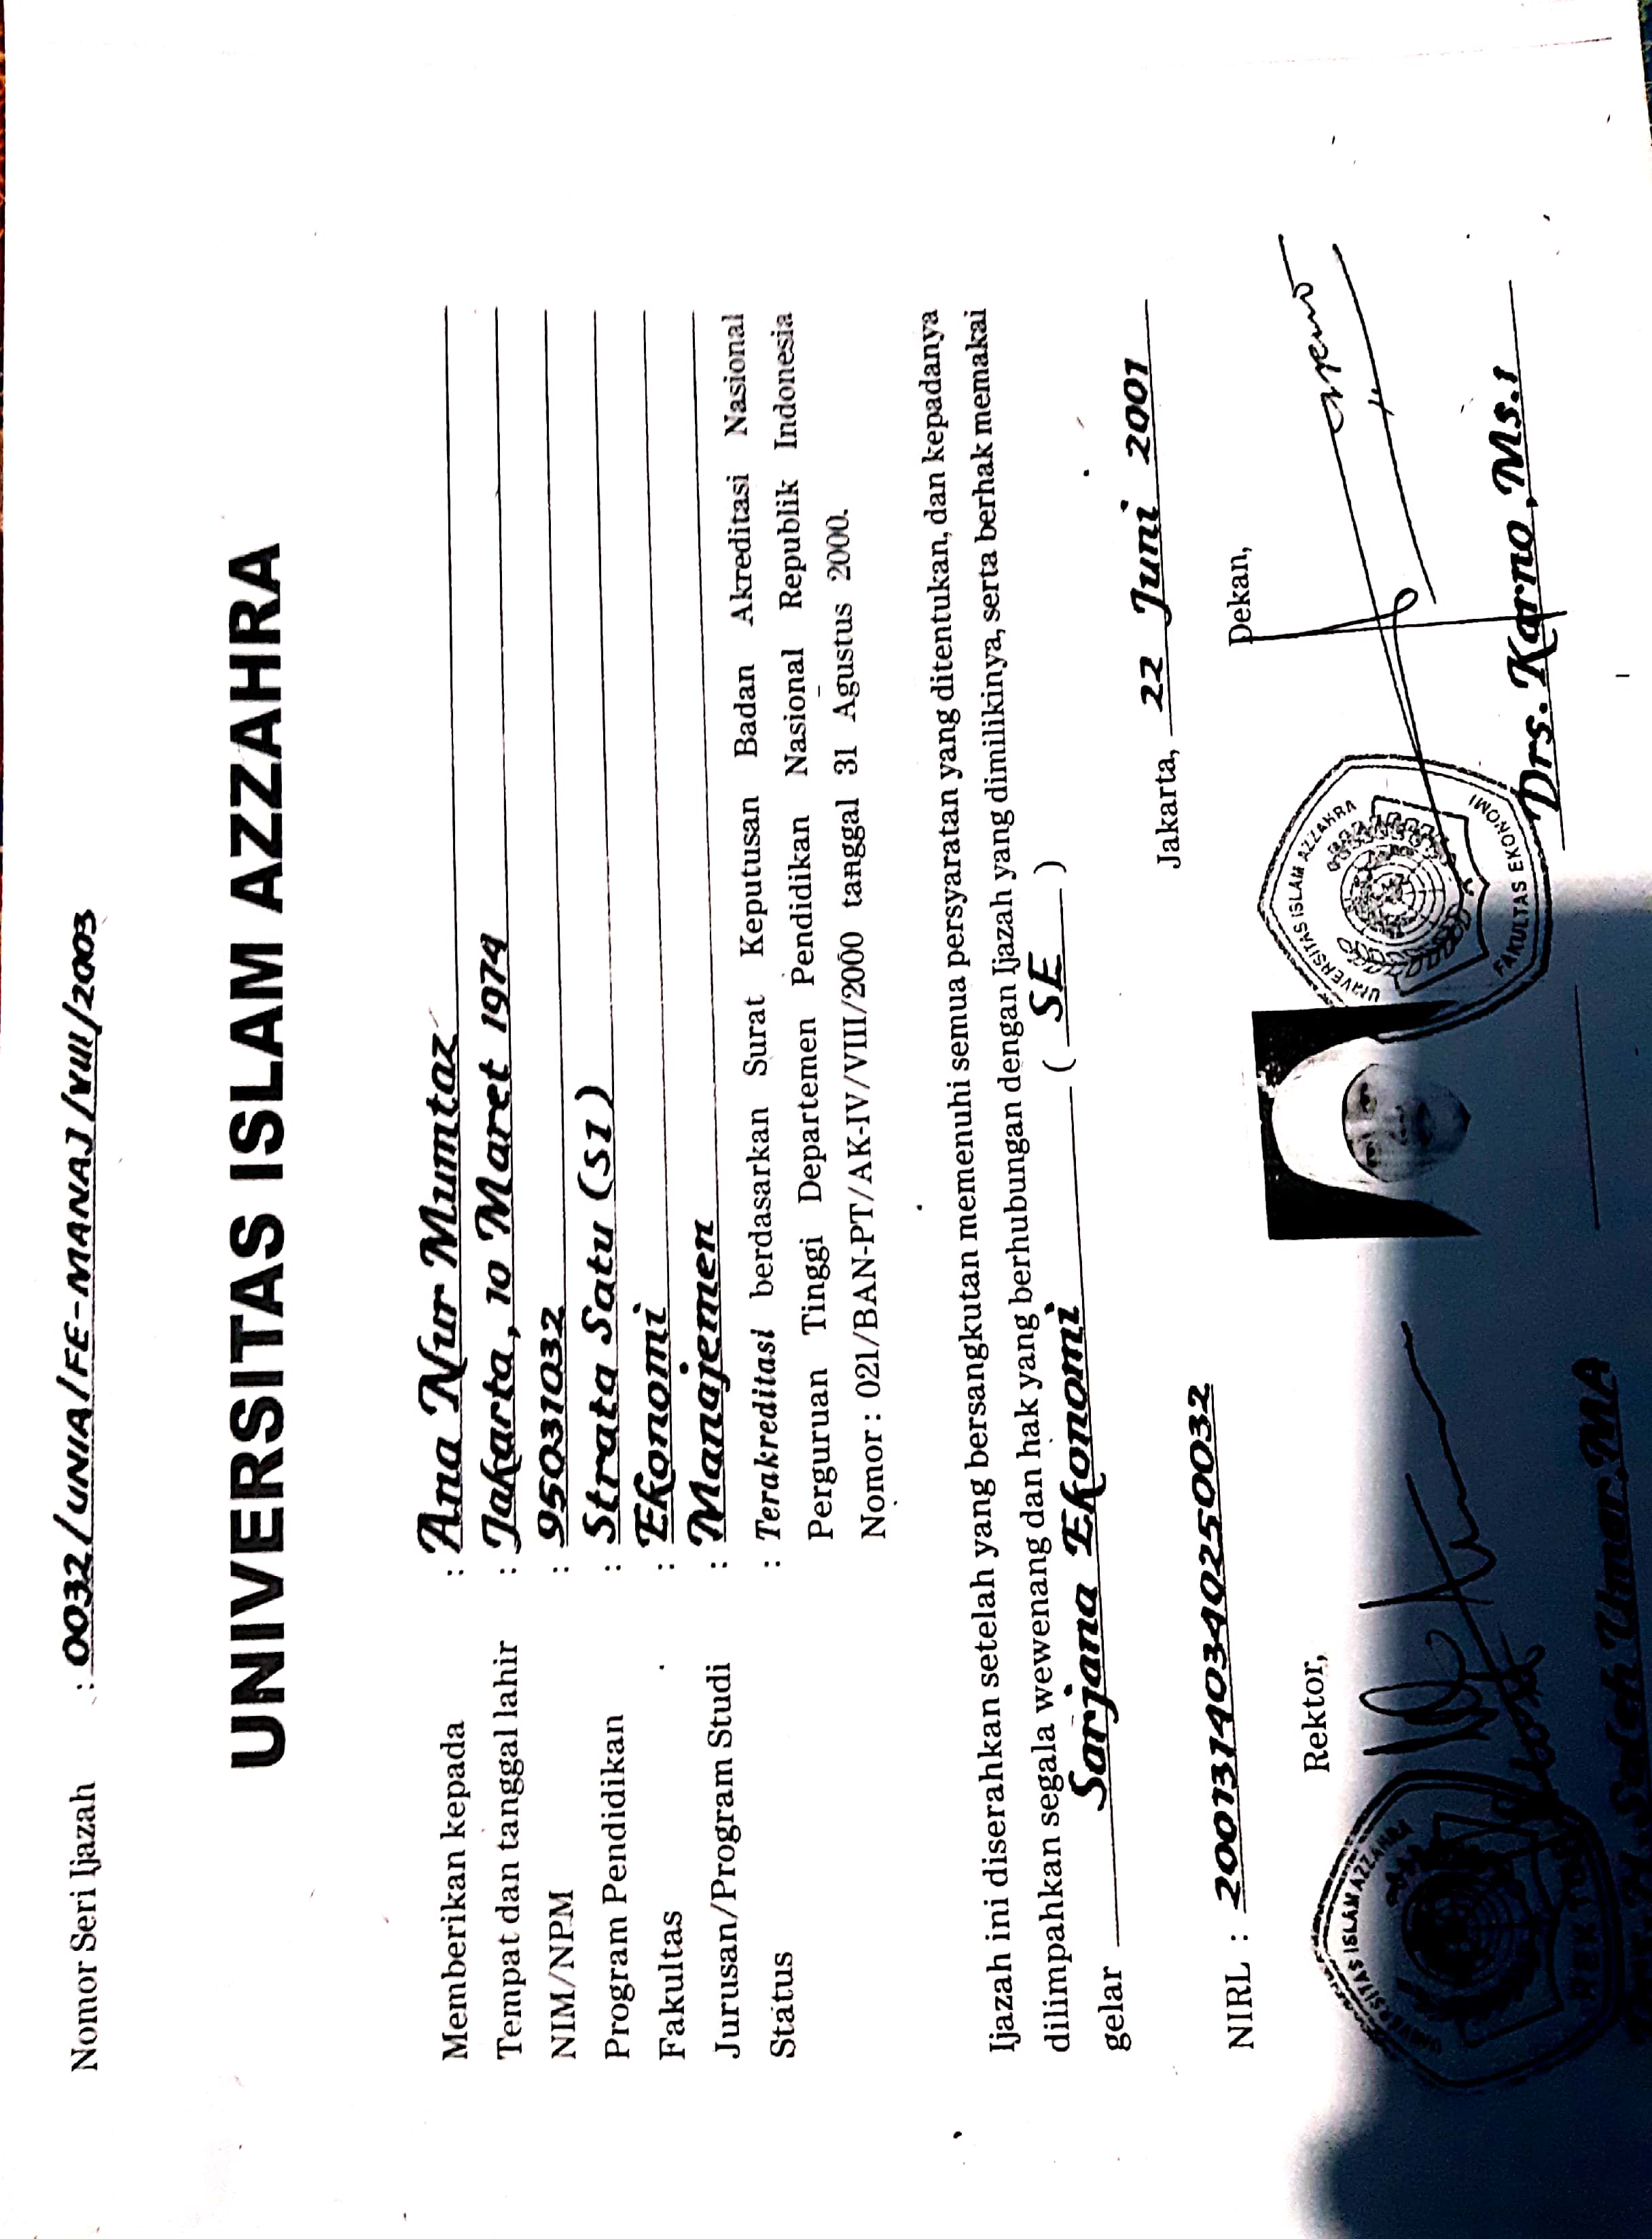 Nomor Seri Ijazah : 0032/UNIA/FE-MANAJ/VIII/2003
UNIVERSITAS ISLAM AZZAHRA
Memberikan kepada : Ana Nur Mumtaz
Tempat dan tanggal lahir : Jakarta, 10 Maret 1974
NIM/NPM : 95031032
Program Pendidikan : Strata Satu (S1)
Fakultas : Ekonomi
Jurusan/Program Studi : Manajemen
Status : Terakreditasi berdasarkan Surat Keputusan Badan Akreditasi Nasional
Perguruan Tinggi Departemen Pendidikan Nasional Republik Indonesia
Nomor : 021/BAN-PT/AK-IV/VIII/2000 tanggal 31 Agustus 2000.
Ijazah ini diserahkan setelah yang bersangkutan memenuhi semua persyaratan yang ditentukan, dan kepadanya
dilimpahkan segala wewenang dan hak yang berhubungan dengan Ijazah yang dimilikinya, serta berhak memakai
gelar Sarjana Ekonomi ( SE )
Jakarta, 22 Juni 2001
NIRL : 20013140340250032
Rektor,
Dekan,
UNIVERSITAS ISLAM AZZAHRA
REKTOR
UNIVERSITAS ISLAM AZZAHRA
FAKULTAS EKONOMI
Saleh Umar, MA
Drs. Karno, Ms.i